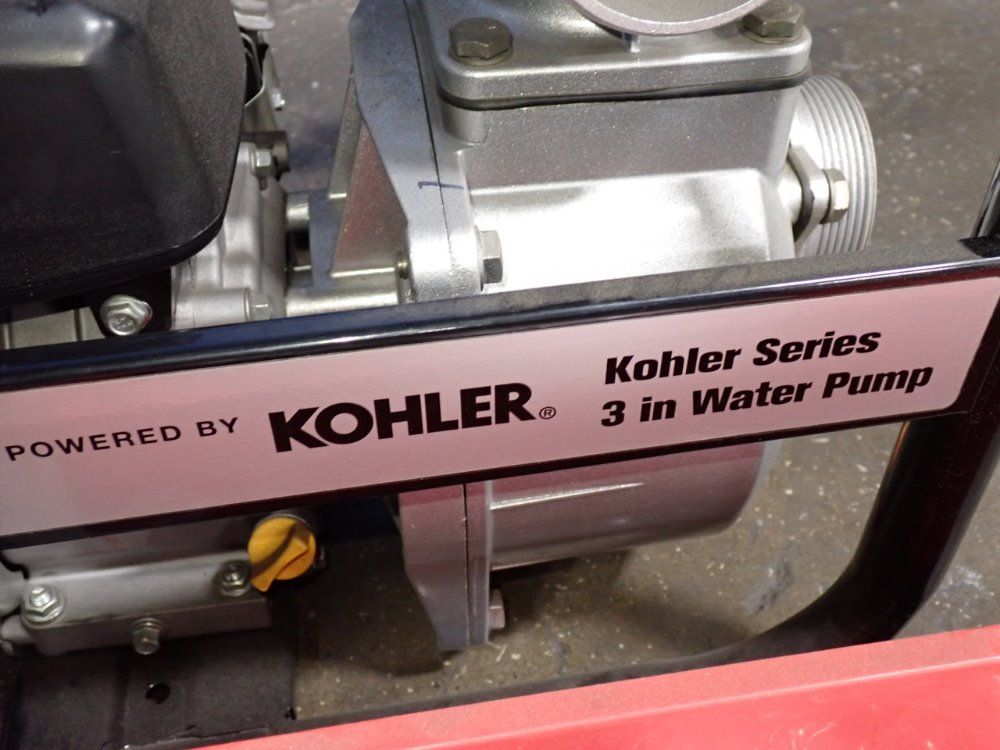 POWERED BY KOHLER®
Kohler Series
3 in Water Pump